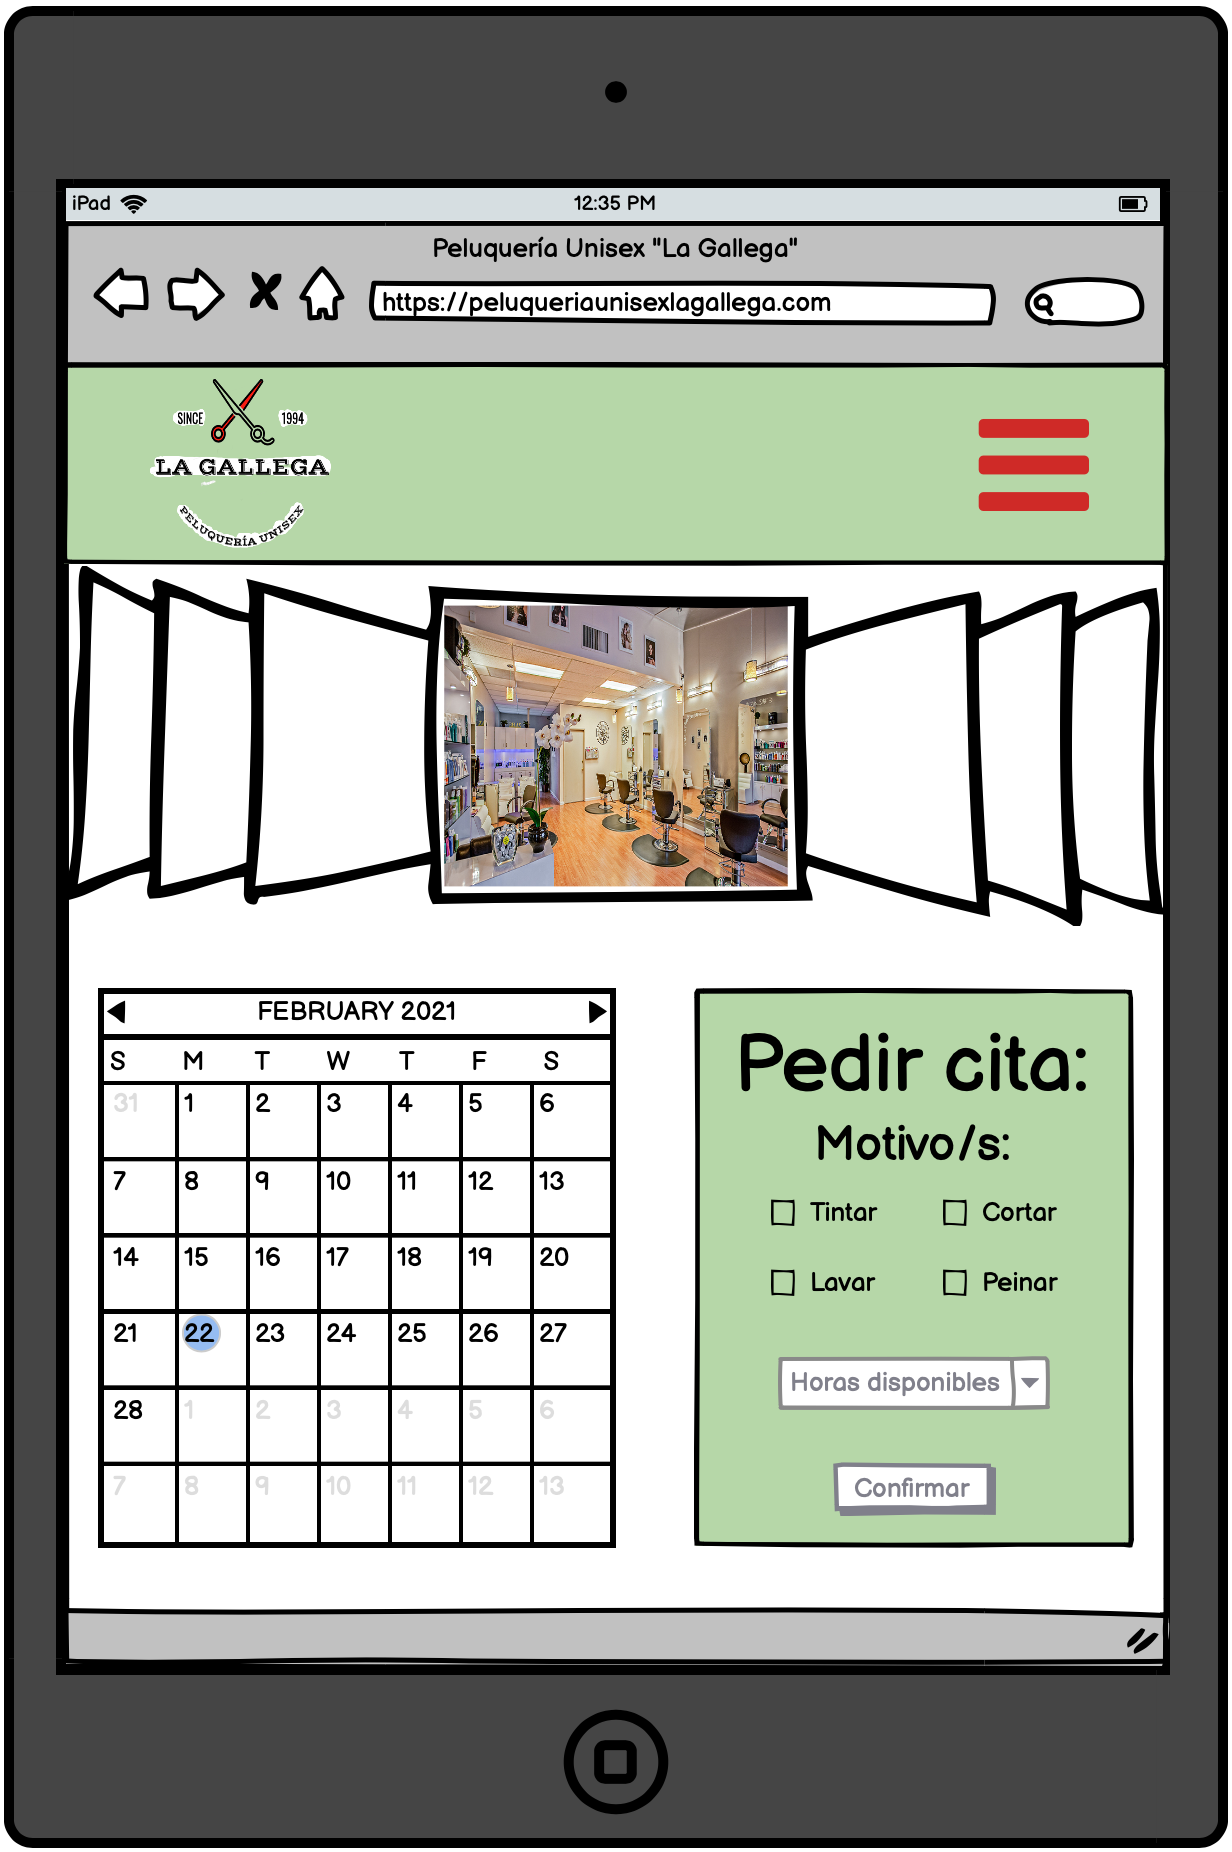 iPad
12:35 PM
Peluquería Unisex "La Gallega"
https://peluqueriaunisexlagallega.com
SINCE 1994
LA GALLEGA
PELUQUERÍA UNISEX
FEBRUARY 2021
S M T W T F S
31 1 2 3 4 5 6
7 8 9 10 11 12 13
14 15 16 17 18 19 20
21 22 23 24 25 26 27
28 1 2 3 4 5 6
7 8 9 10 11 12 13
Pedir cita:
Motivo/s:
Tintar Cortar
Lavar Peinar
Horas disponibles
Confirmar